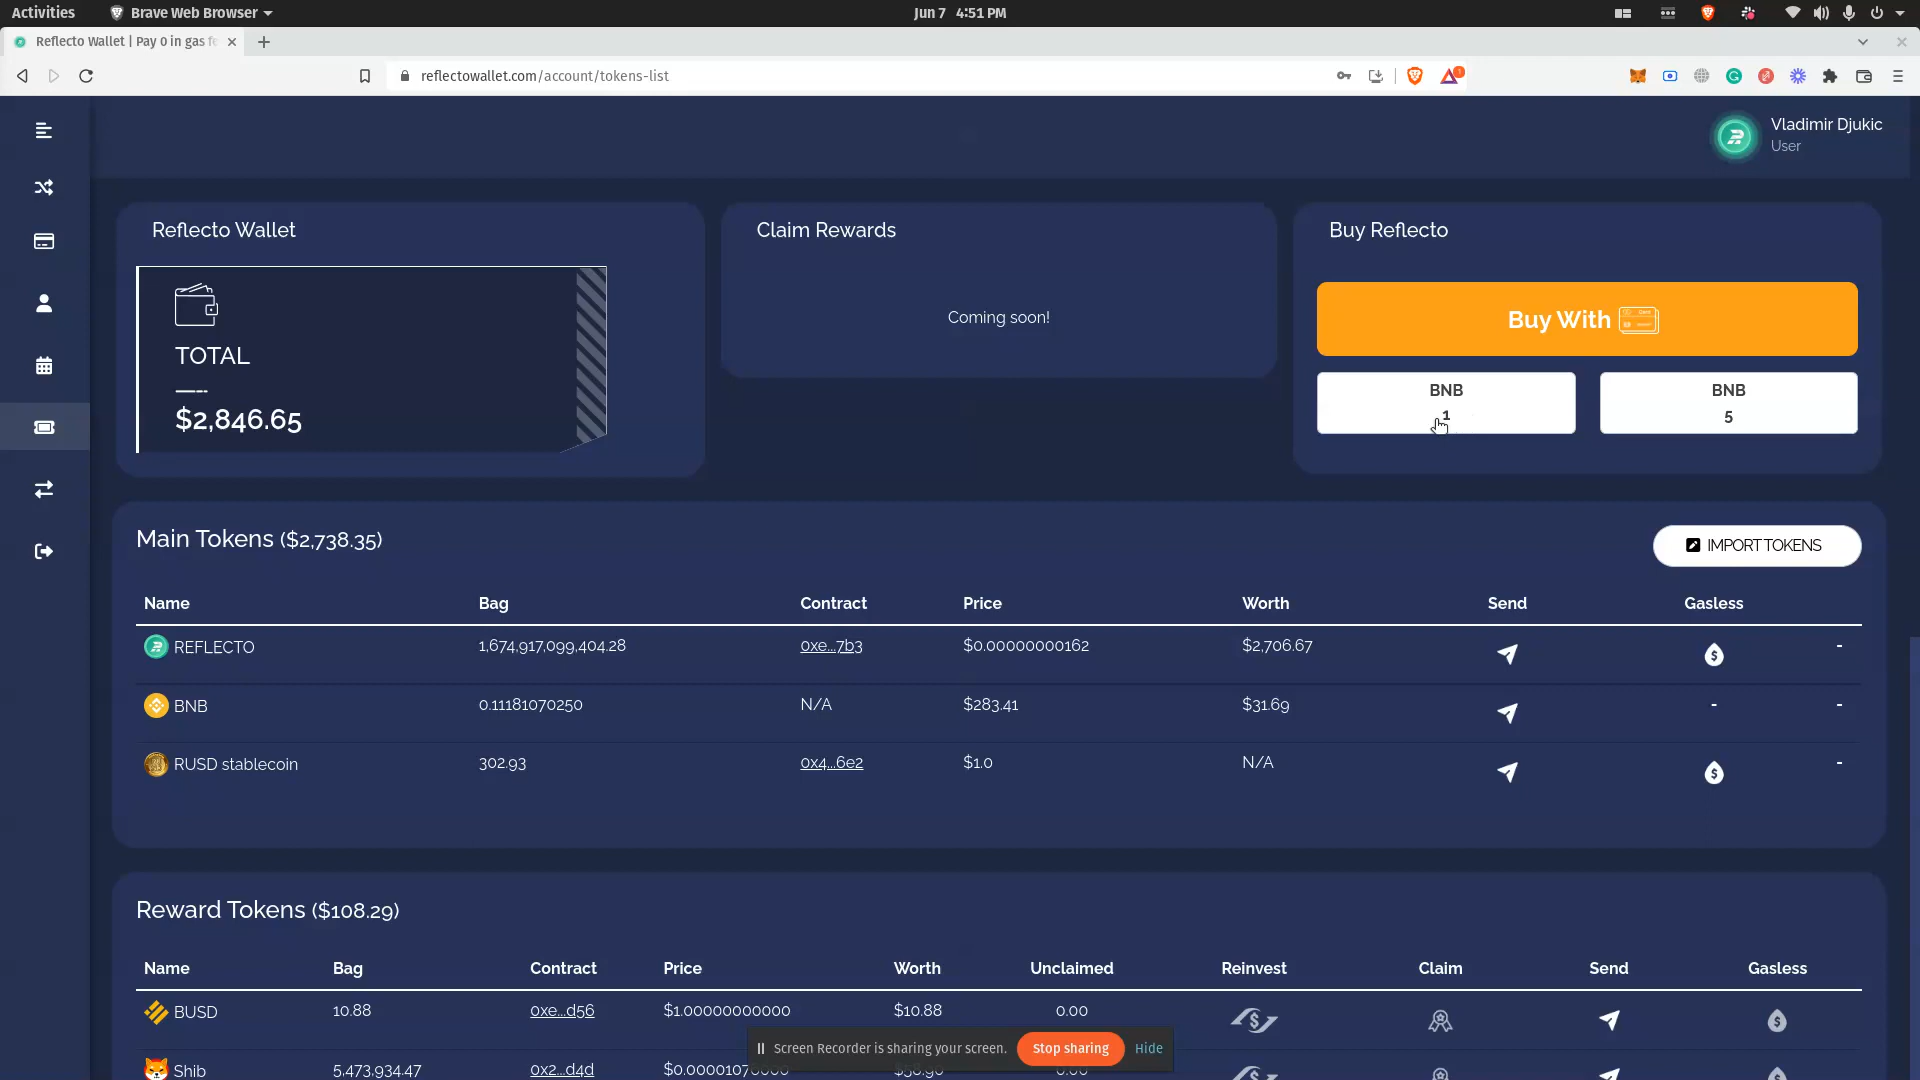 Activities Brave Web Browser Jun 7 4:51 PM
Reflecto Wallet | Pay 0 in gas fe
reflectowallet.com/account/tokens-list
Vladimir Djukic
User
Reflecto Wallet Claim Rewards Buy Reflecto
Coming soon!
Buy With
TOTAL
$2,846.65
BNB BNB
1 5
Main Tokens ($2,738.35) IMPORT TOKENS
Name Bag Contract Price Worth Send Gasless
REFLECTO 1,674,917,099,404.28 0xe...7b3 $0.00000000162 $2,706.67 -
BNB 0.11181070250 N/A $283.41 $31.69 - -
RUSD stablecoin 302.93 0x4...6e2 $1.0 N/A -
Reward Tokens ($108.29)
Name Bag Contract Price Worth Unclaimed Reinvest Claim Send Gasless
BUSD 10.88 0xe...d56 $1.00000000000 $10.88 0.00
Screen Recorder is sharing your screen. Stop sharing Hide
Shib 5,473,934.47 0x2...d4d